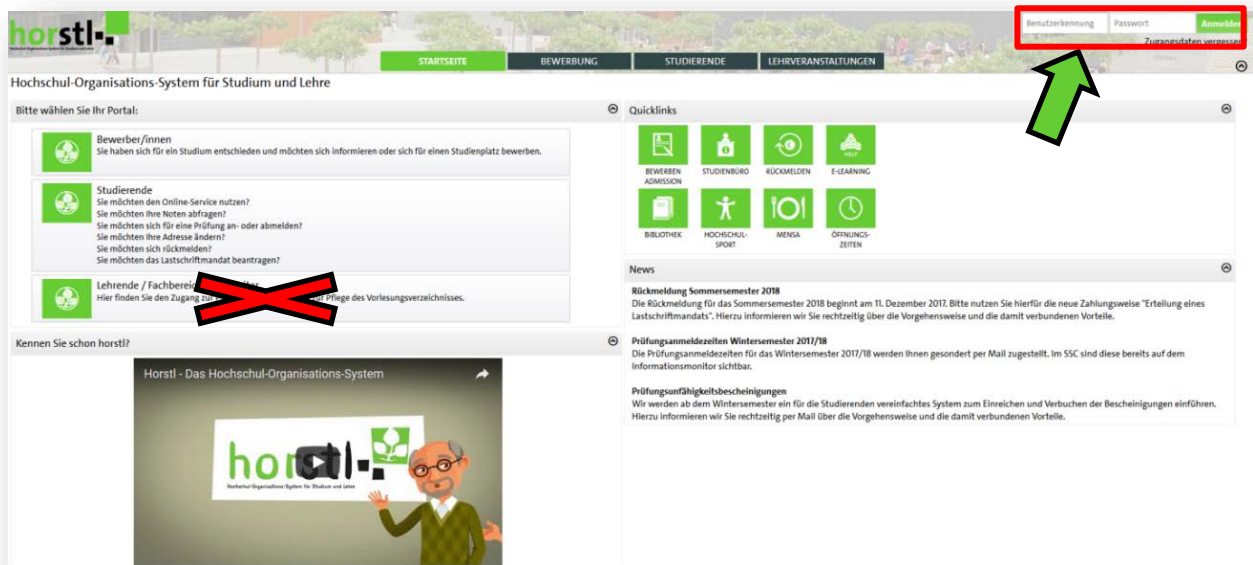 horstl
Hochschul-Organisations-System für Studium und Lehre
Benutzerkennung Passwort Anmelden
Zugangsdaten vergessen
STARTSEITE BEWERBUNG STUDIERENDE LEHRVERANSTALTUNGEN
Hochschul-Organisations-System für Studium und Lehre
Bitte wählen Sie Ihr Portal:
Bewerber/innen
Sie haben sich für ein Studium entschieden und möchten sich informieren oder sich für einen Studienplatz bewerben.
Studierende
Sie möchten den Online-Service nutzen?
Sie möchten Ihre Noten abfragen?
Sie möchten sich für eine Prüfung an- oder abmelden?
Sie möchten Ihre Adresse ändern?
Sie möchten sich rückmelden?
Sie möchten das Lastschriftmandat beantragen?
Lehrende / Fachbereic
Hier finden Sie den Zugang zur Pflege des Vorlesungsverzeichnisses.
Kennen Sie schon horstl?
Horstl - Das Hochschul-Organisations-System
horstl
Hochschul-Organisations-System für Studium und Lehre
Quicklinks
HELP
BEWERBEN ADMISSION
STUDIENBÜRO
RÜCKMELDEN
E-LEARNING
BIBLIOTHEK
HOCHSCHUL-
SPORT
MENSA
ÖFFNUNGS-
ZEITEN
News
Rückmeldung Sommersemester 2018
Die Rückmeldung für das Sommersemester 2018 beginnt am 11. Dezember 2017. Bitte nutzen Sie hierfür die neue Zahlungsweise "Erteilung eines
Lastschriftmandats". Hierzu informieren wir Sie rechtzeitig über die Vorgehensweise und die damit verbundenen Vorteile.
Prüfungsanmeldezeiten Wintersemester 2017/18
Die Prüfungsanmeldezeiten für das Wintersemester 2017/18 werden Ihnen gesondert per Mail zugestellt. Im SSC sind diese bereits auf dem
Informationsmonitor sichtbar.
Prüfungsunfähigkeitsbescheinigungen
Wir werden ab dem Wintersemester ein für die Studierenden vereinfachtes System zum Einreichen und Verbuchen der Bescheinigungen einführen.
Hierzu informieren wir Sie rechtzeitig per Mail über die Vorgehensweise und die damit verbundenen Vorteile.